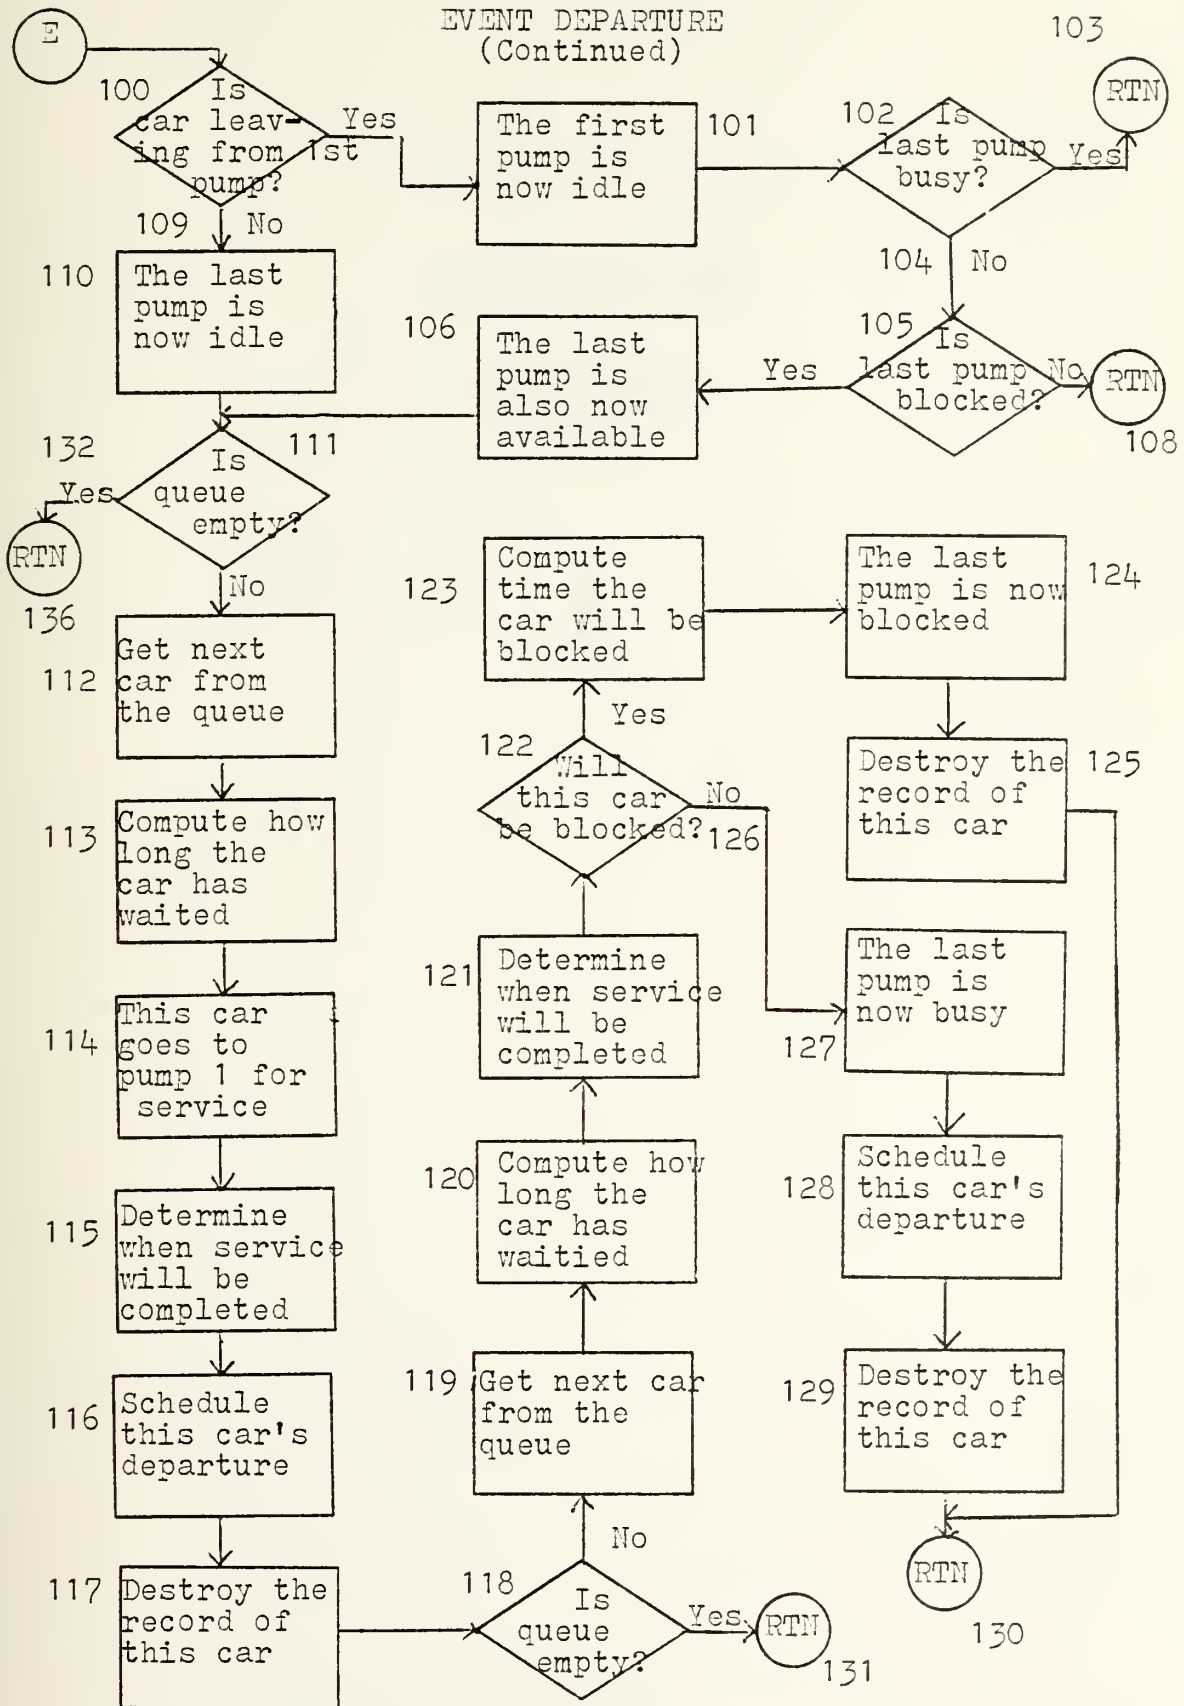 EVENT DEPARTURE
(Continued)
E
100
Is
car leav-
ing from 1st
pump?
Yes
The first
pump is
now idle
101
102
Is
last pump
busy?
Yes
103
RTN
109
No
104
No
110
The last
pump is
now idle
106
The last
pump is
also now
available
Yes
105
Is
last pump
blocked?
No
RTN
108
132
111
Is
queue
empty?
Yes
RTN
136
No
112
Get next
car from
the queue
113
Compute how
long the
car has
waited
114
This car
goes to
pump 1 for
service
115
Determine
when service
will be
completed
116
Schedule
this car's
departure
117
Destroy the
record of
this car
118
Is
queue
empty?
Yes
RTN
131
No
119
Get next car
from the
queue
120
Compute how
long the
car has
waitied
121
Determine
when service
will be
completed
122
Will
this car
be blocked?
Yes
No
126
123
Compute
time the
car will be
blocked
The last
pump is now
blocked
124
Destroy the
record of
this car
125
The last
pump is
now busy
127
128
Schedule
this car's
departure
129
Destroy the
record of
this car
RTN
130